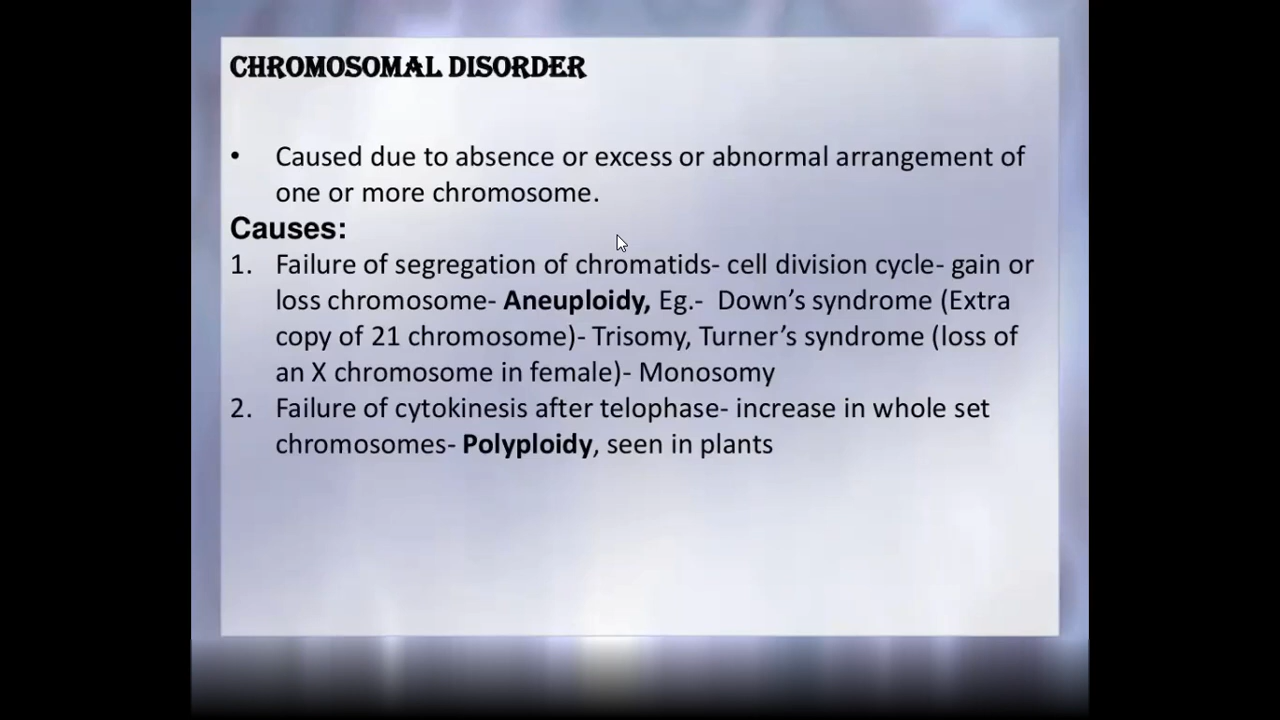 CHROMOSOMAL DISORDER
• Caused due to absence or excess or abnormal arrangement of
one or more chromosome.
Causes:
1. Failure of segregation of chromatids- cell division cycle- gain or
loss chromosome- Aneuploidy, Eg.- Down’s syndrome (Extra
copy of 21 chromosome)- Trisomy, Turner’s syndrome (loss of
an X chromosome in female)- Monosomy
2. Failure of cytokinesis after telophase- increase in whole set
chromosomes- Polyploidy, seen in plants